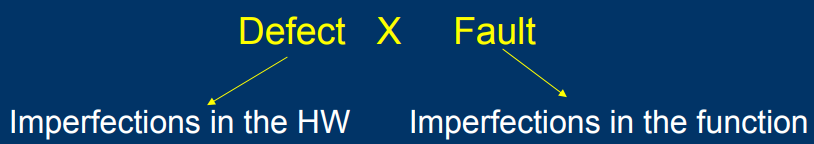 Defect X Fault
Imperfections in the HW Imperfections in the function